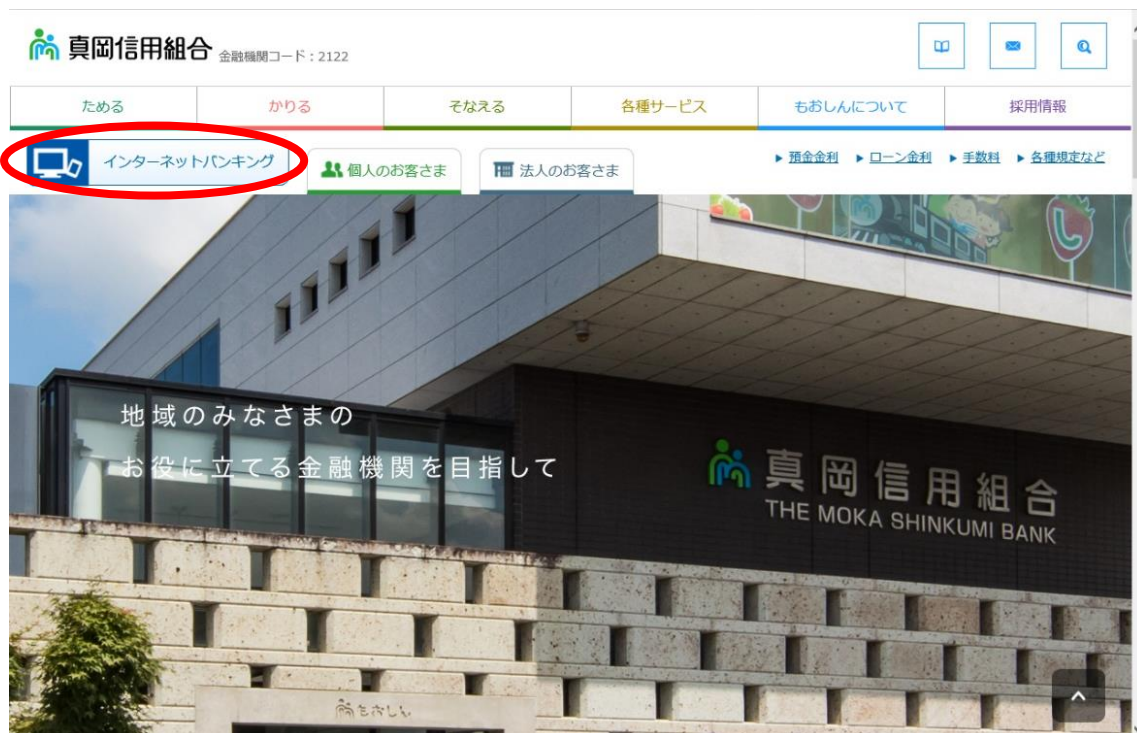 真岡信用組合 金融機関コード：2122
ためる かりる そなえる 各種サービス もおしんについて 採用情報
インターネットバンキング 個人のお客さま 法人のお客さま ▶ 預金金利 ▶ ローン金利 ▶ 手数料 ▶ 各種規定など
地域のみなさまの
お役に立てる金融機関を目指して
真岡信用組合
THE MOKA SHINKUMI BANK
もおしん